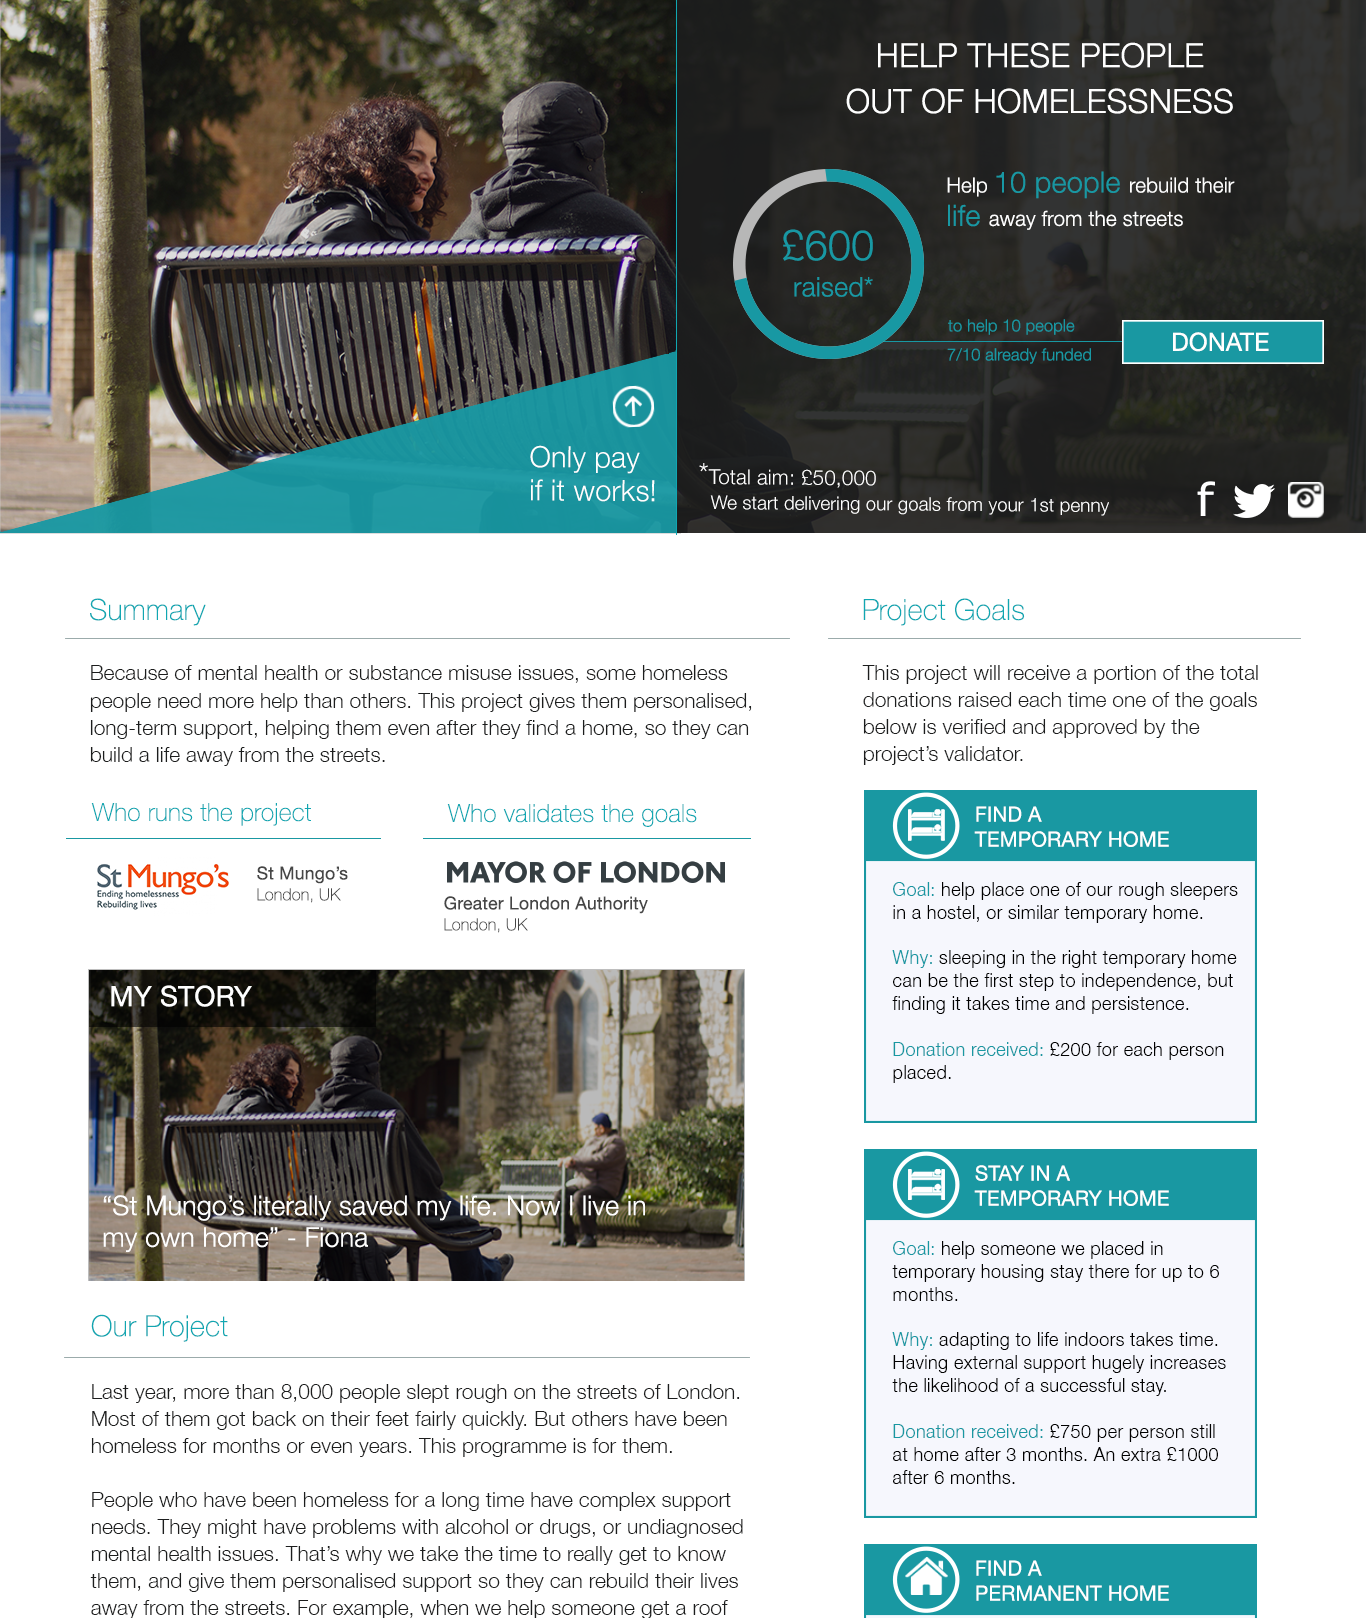 HELP THESE PEOPLE
OUT OF HOMELESSNESS
£600
raised*
Help 10 people rebuild their
life away from the streets
to help 10 people
7/10 already funded
DONATE
Only pay
if it works!
*Total aim: £50,000
We start delivering our goals from your 1st penny
Summary
Because of mental health or substance misuse issues, some homeless
people need more help than others. This project gives them personalised,
long-term support, helping them even after they find a home, so they can
build a life away from the streets.
Who runs the project
St Mungo's
Ending homelessness
Rebuilding lives
St Mungo's
London, UK
Who validates the goals
MAYOR OF LONDON
Greater London Authority
London, UK
MY STORY
“St Mungo’s literally saved my life. Now I live in
my own home” - Fiona
Our Project
Last year, more than 8,000 people slept rough on the streets of London.
Most of them got back on their feet fairly quickly. But others have been
homeless for months or even years. This programme is for them.
People who have been homeless for a long time have complex support
needs. They might have problems with alcohol or drugs, or undiagnosed
mental health issues. That’s why we take the time to really get to know
them, and give them personalised support so they can rebuild their lives
away from the streets. For example, when we help someone get a roof
Project Goals
This project will receive a portion of the total
donations raised each time one of the goals
below is verified and approved by the
project’s validator.
FIND A
TEMPORARY HOME
Goal: help place one of our rough sleepers
in a hostel, or similar temporary home.
Why: sleeping in the right temporary home
can be the first step to independence, but
finding it takes time and persistence.
Donation received: £200 for each person
placed.
STAY IN A
TEMPORARY HOME
Goal: help someone we placed in
temporary housing stay there for up to 6
months.
Why: adapting to life indoors takes time.
Having external support hugely increases
the likelihood of a successful stay.
Donation received: £750 per person still
at home after 3 months. An extra £1000
after 6 months.
FIND A
PERMANENT HOME